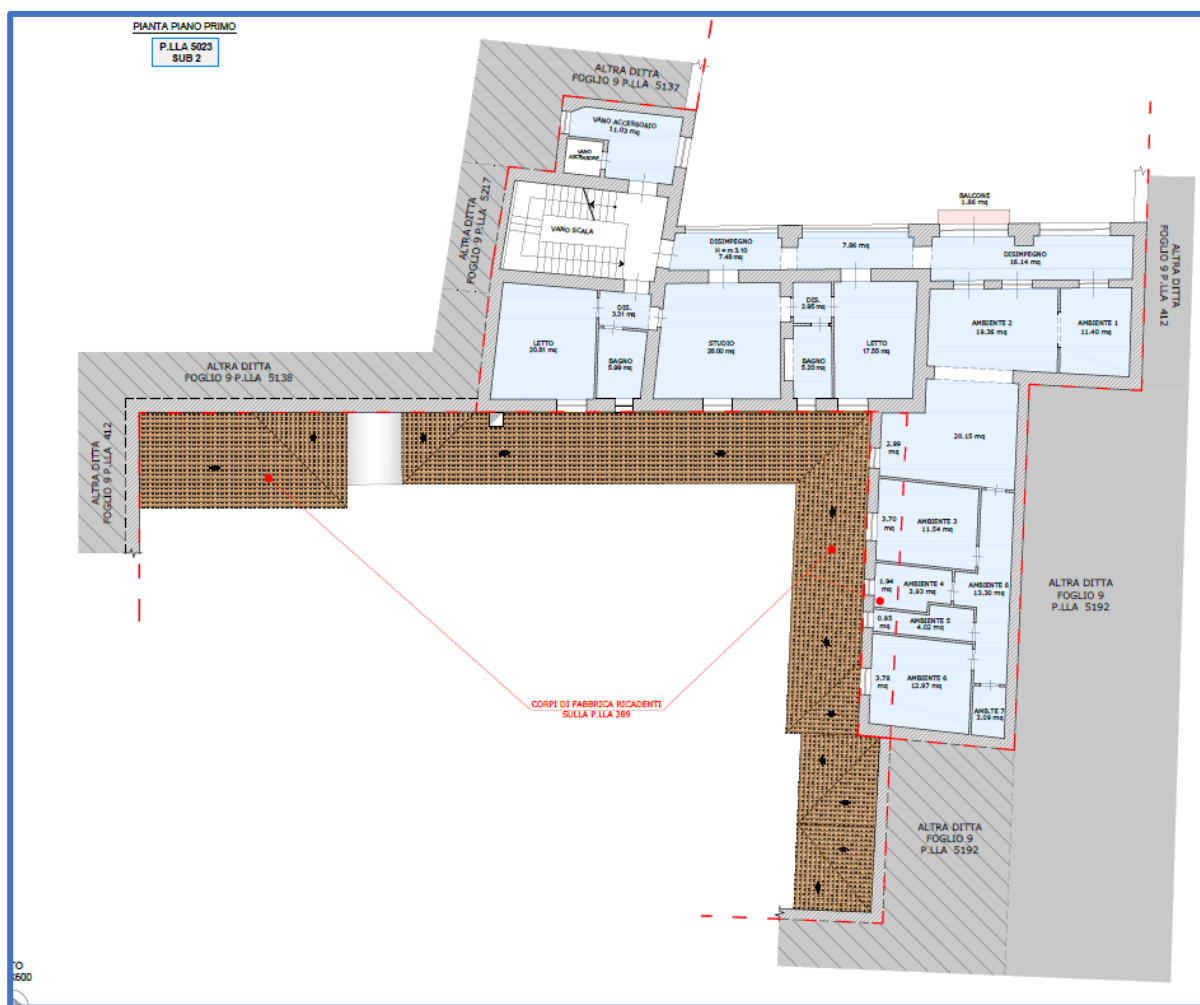 PIANTA PIANO PRIMO
P.LLA 5023
SUB 2
ALTRA DITTA
FOGLIO 9 P.LLA 5137
VANO ACCESSORIO
11.03 mq
VANO
ASCENSORE
ALTRA DITTA
FOGLIO 9 P.LLA 5217
VANO SCALA
BALCONE
1.86 mq
DISIMPEGNO
H = m 3.10
7.48 mq
7.86 mq
DISIMPEGNO
16.14 mq
ALTRA DITTA
FOGLIO 9 P.LLA 412
LETTO
20.81 mq
DIS.
3.31 mq
BAGNO
5.99 mq
STUDIO
26.00 mq
DIS.
2.95 mq
BAGNO
5.20 mq
LETTO
17.55 mq
AMBIENTE 2
19.36 mq
AMBIENTE 1
11.40 mq
ALTRA DITTA
FOGLIO 9 P.LLA 5138
ALTRA DITTA
FOGLIO 9 P.LLA 412
2.99
mq
20.15 mq
3.70
mq
AMBIENTE 3
11.54 mq
1.94
mq
AMBIENTE 4
3.93 mq
AMBIENTE 8
13.30 mq
0.95
mq
AMBIENTE 5
4.02 mq
3.78
mq
AMBIENTE 6
12.97 mq
AMB.TE 7
3.09 mq
ALTRA DITTA
FOGLIO 9
P.LLA 5192
CORPI DI FABBRICA RICADENTI
SULLA P.LLA 389
ALTRA DITTA
FOGLIO 9
P.LLA 5192